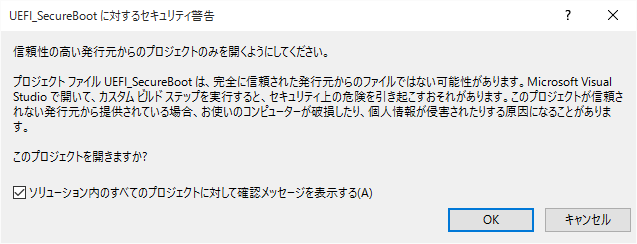 UEFI_SecureBoot に対するセキュリティ警告
信頼性の高い発行元からのプロジェクトのみを開くようにしてください。
プロジェクト ファイル UEFI_SecureBoot は、完全に信頼された発行元からのファイルではない可能性があります。Microsoft Visual
Studio で開いて、カスタム ビルド ステップを実行すると、セキュリティ上の危険を引き起こすおそれがあります。このプロジェクトが信頼さ
れない発行元から提供されている場合、お使いのコンピューターが破損したり、個人情報が侵害されたりする原因になることがありま
す。
このプロジェクトを開きますか?
ソリューション内のすべてのプロジェクトに対して確認メッセージを表示する(A)
OK
キャンセル